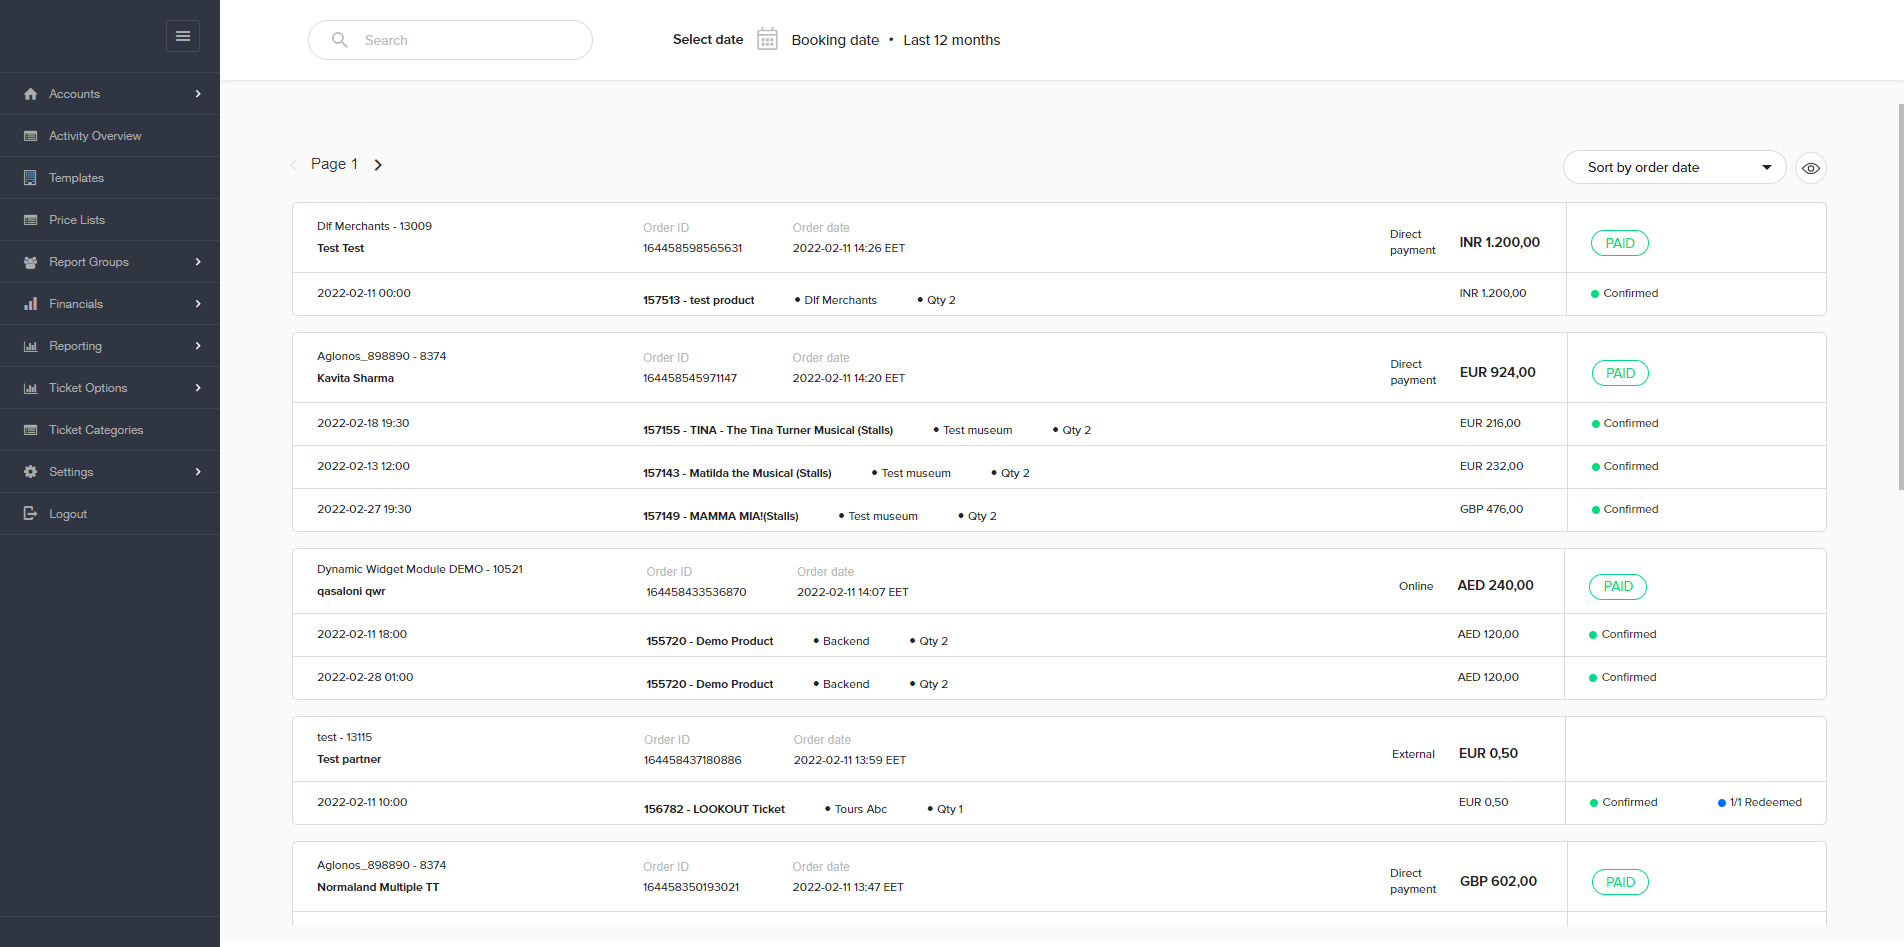 Search
Select date Booking date • Last 12 months
Accounts
Activity Overview
Templates
Price Lists
Report Groups
Financials
Reporting
Ticket Options
Ticket Categories
Settings
Logout
Page 1
Sort by order date
Dlf Merchants - 13009 Order ID Order date
Test Test 164458598565631 2022-02-11 14:26 EET Direct payment INR 1.200,00 PAID
2022-02-11 00:00 157513 - test product • Dlf Merchants • Qty 2 INR 1.200,00 Confirmed
Aglonos_898890 - 8374 Order ID Order date
Kavita Sharma 164458545971147 2022-02-11 14:20 EET Direct payment EUR 924,00 PAID
2022-02-18 19:30 157155 - TINA - The Tina Turner Musical (Stalls) • Test museum • Qty 2 EUR 216,00 Confirmed
2022-02-13 12:00 157143 - Matilda the Musical (Stalls) • Test museum • Qty 2 EUR 232,00 Confirmed
2022-02-27 19:30 157149 - MAMMA MIA!(Stalls) • Test museum • Qty 2 GBP 476,00 Confirmed
Dynamic Widget Module DEMO - 10521 Order ID Order date
qasaloni qwr 164458433536870 2022-02-11 14:07 EET Online AED 240,00 PAID
2022-02-11 18:00 155720 - Demo Product • Backend • Qty 2 AED 120,00 Confirmed
2022-02-28 01:00 155720 - Demo Product • Backend • Qty 2 AED 120,00 Confirmed
test - 13115 Order ID Order date
Test partner 164458437180886 2022-02-11 13:59 EET External EUR 0,50
2022-02-11 10:00 156782 - LOOKOUT Ticket • Tours Abc • Qty 1 EUR 0,50 Confirmed 1/1 Redeemed
Aglonos_898890 - 8374 Order ID Order date
Normaland Multiple TT 164458350193021 2022-02-11 13:47 EET Direct payment GBP 602,00 PAID